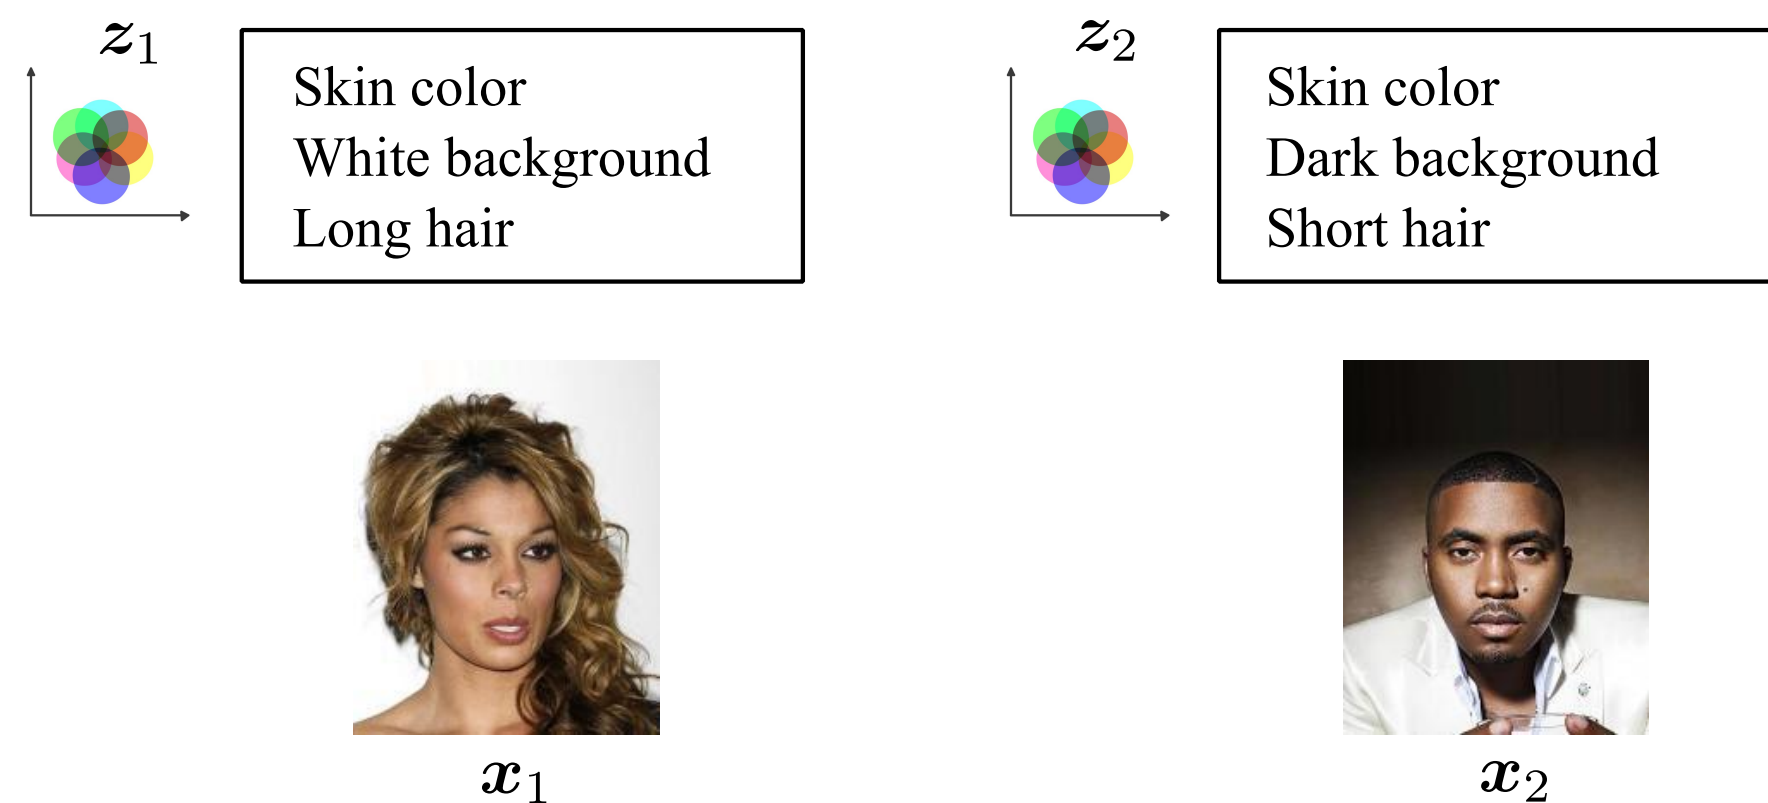 z1
Skin color
White background
Long hair
z2
Skin color
Dark background
Short hair
x1
x2